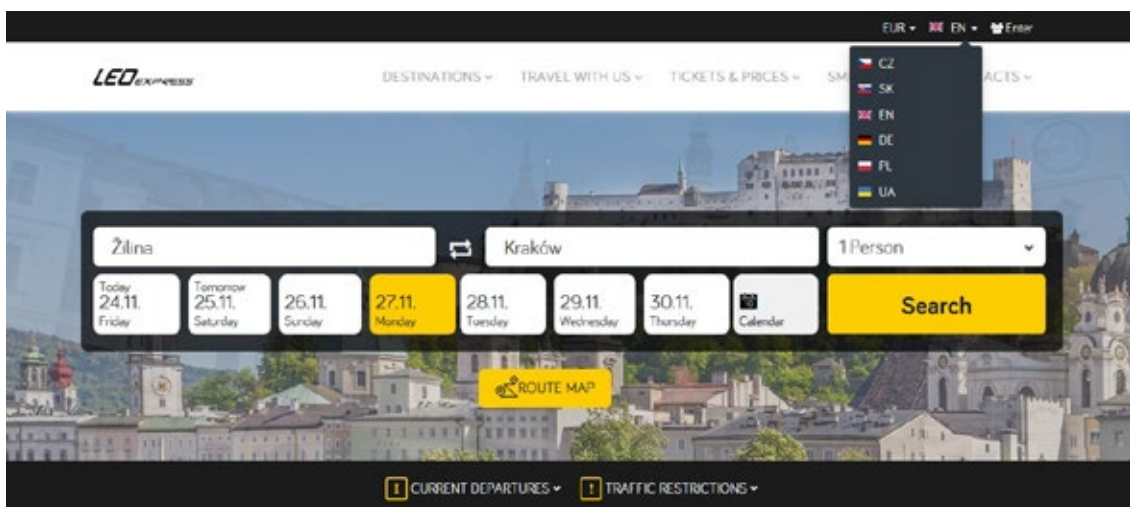 EUR EN Enter
LEO EXPRESS
DESTINATIONS TRAVEL WITH US TICKETS & PRICES SM ACTS
CZ
SK
EN
DE
PL
UA
Žilina Kraków 1 Person
Today Tomorrow
24.11. 25.11. 26.11. 27.11. 28.11. 29.11. 30.11.
Friday Saturday Sunday Monday Tuesday Wednesday Thursday Calendar
Search
ROUTE MAP
CURRENT DEPARTURES TRAFFIC RESTRICTIONS